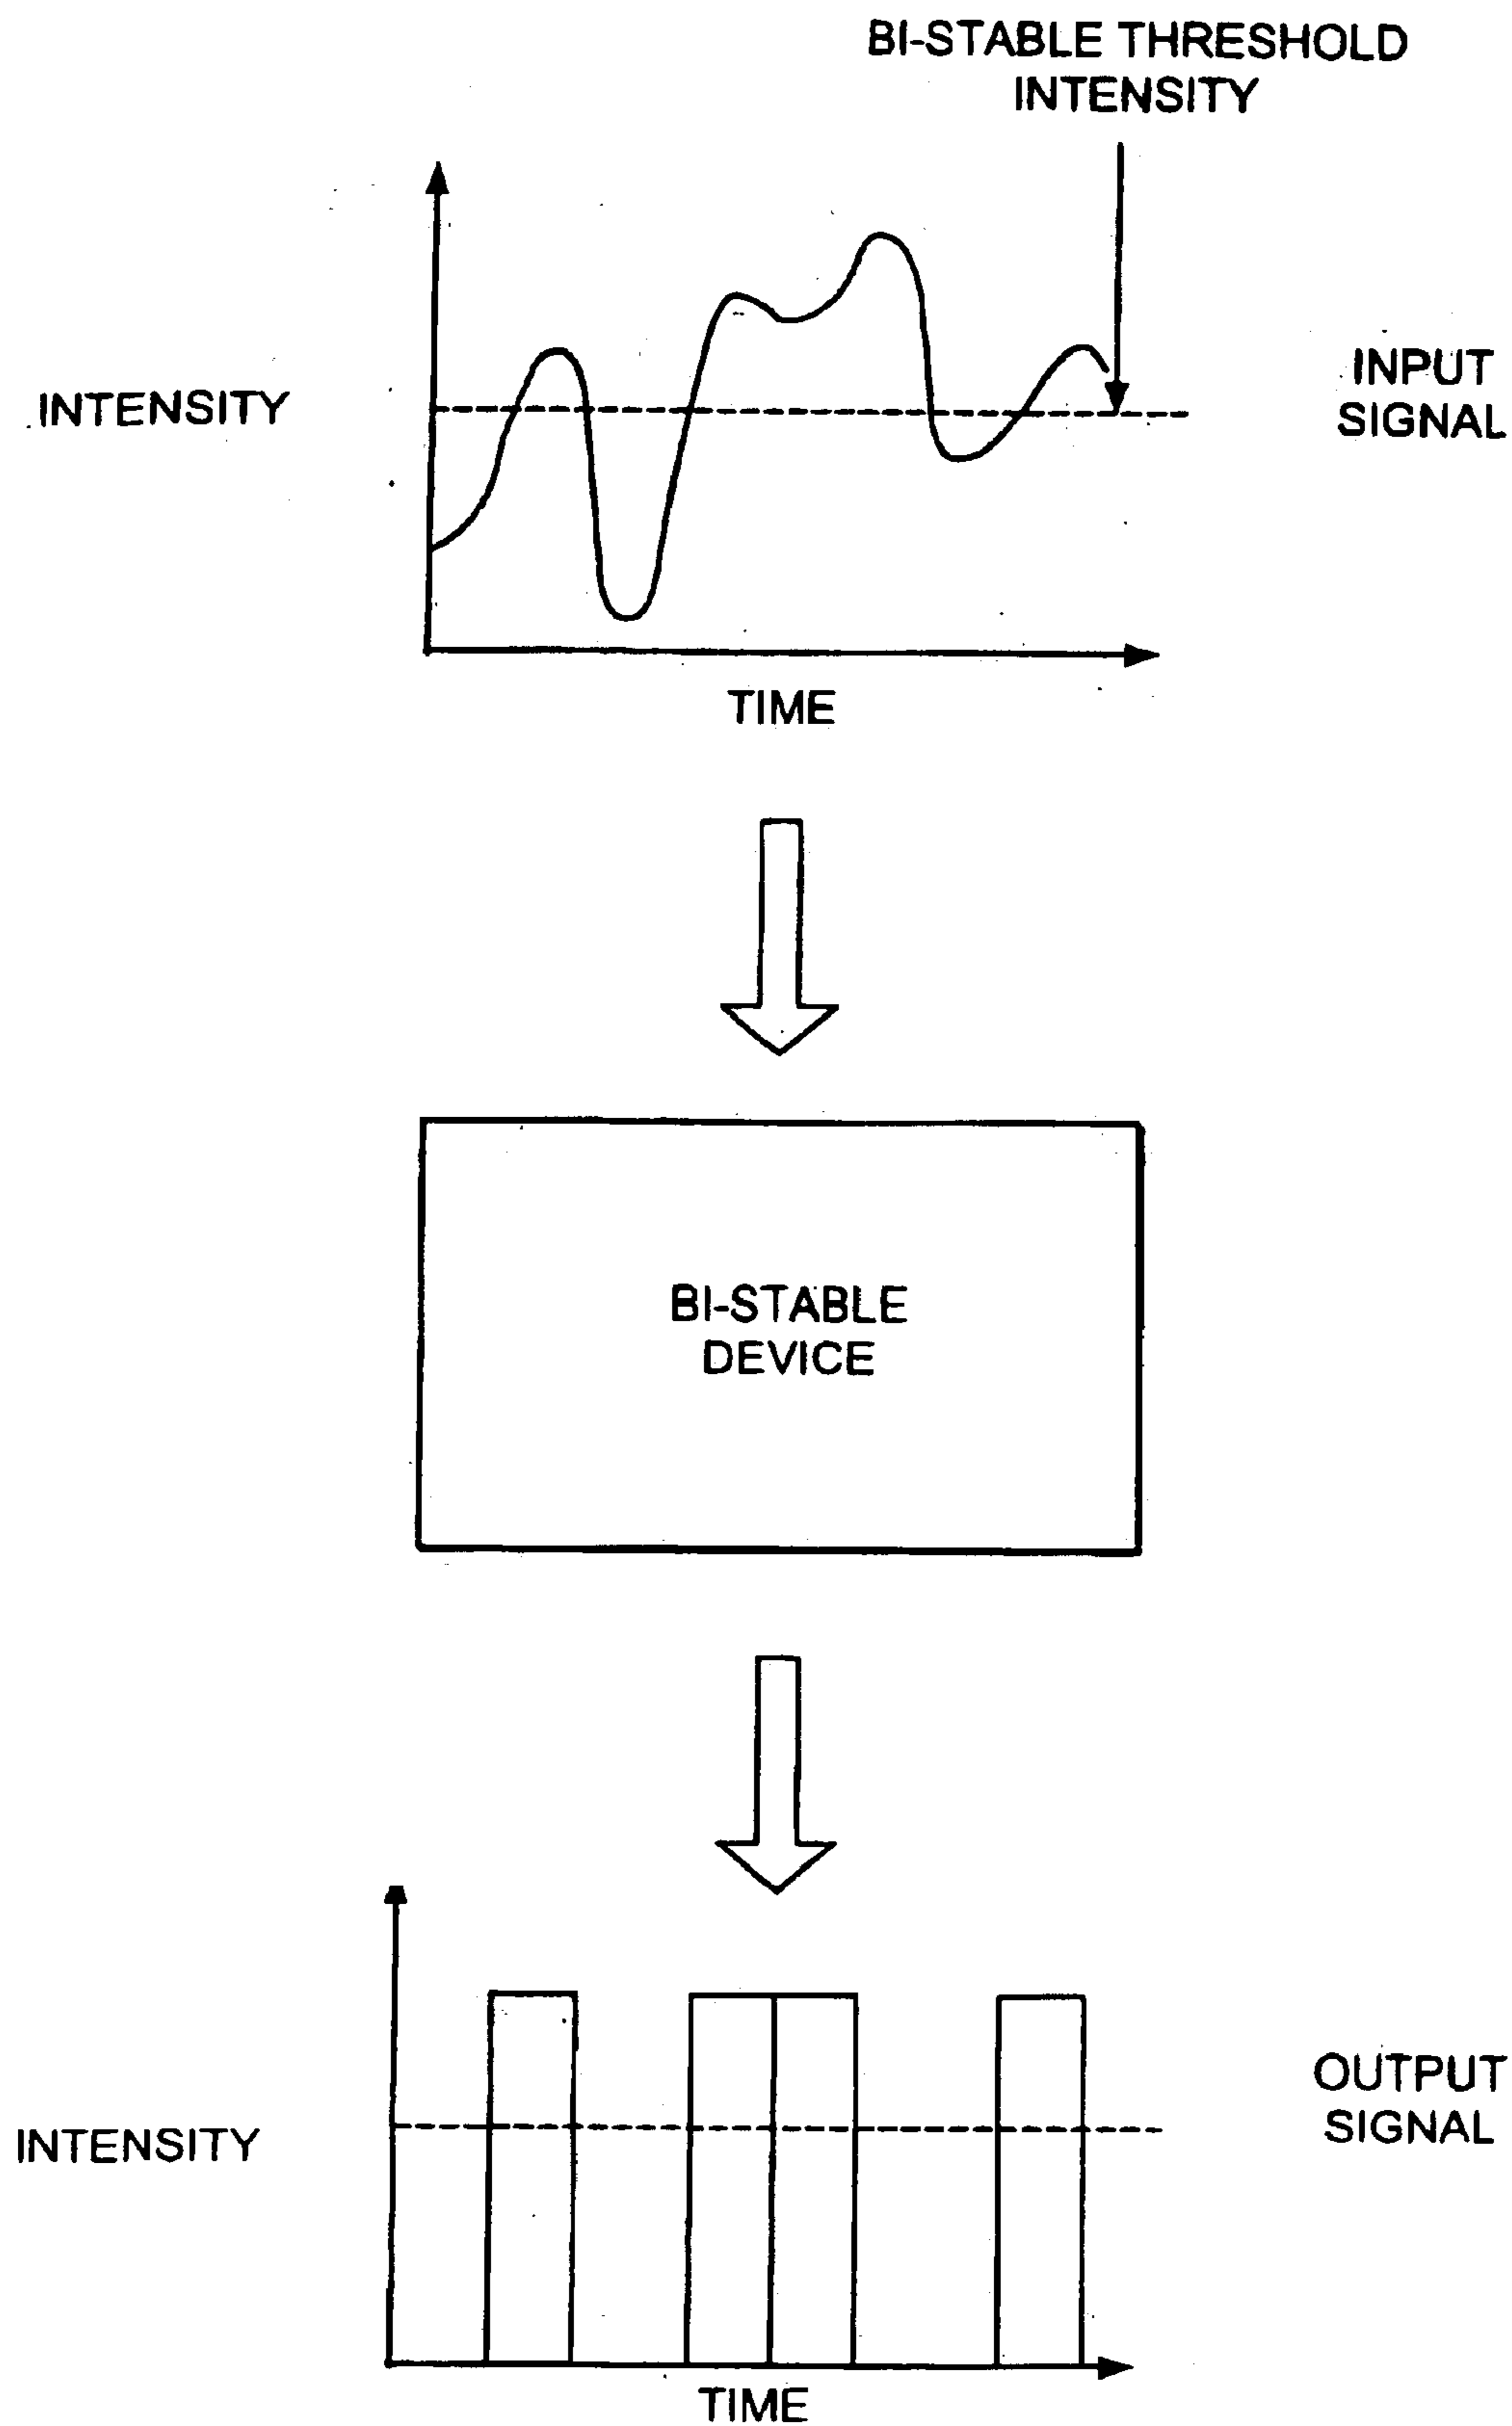 BI-STABLE THRESHOLD
INTENSITY
INTENSITY
INPUT
SIGNAL
TIME
BI-STABLE
DEVICE
INTENSITY
OUTPUT
SIGNAL
TIME